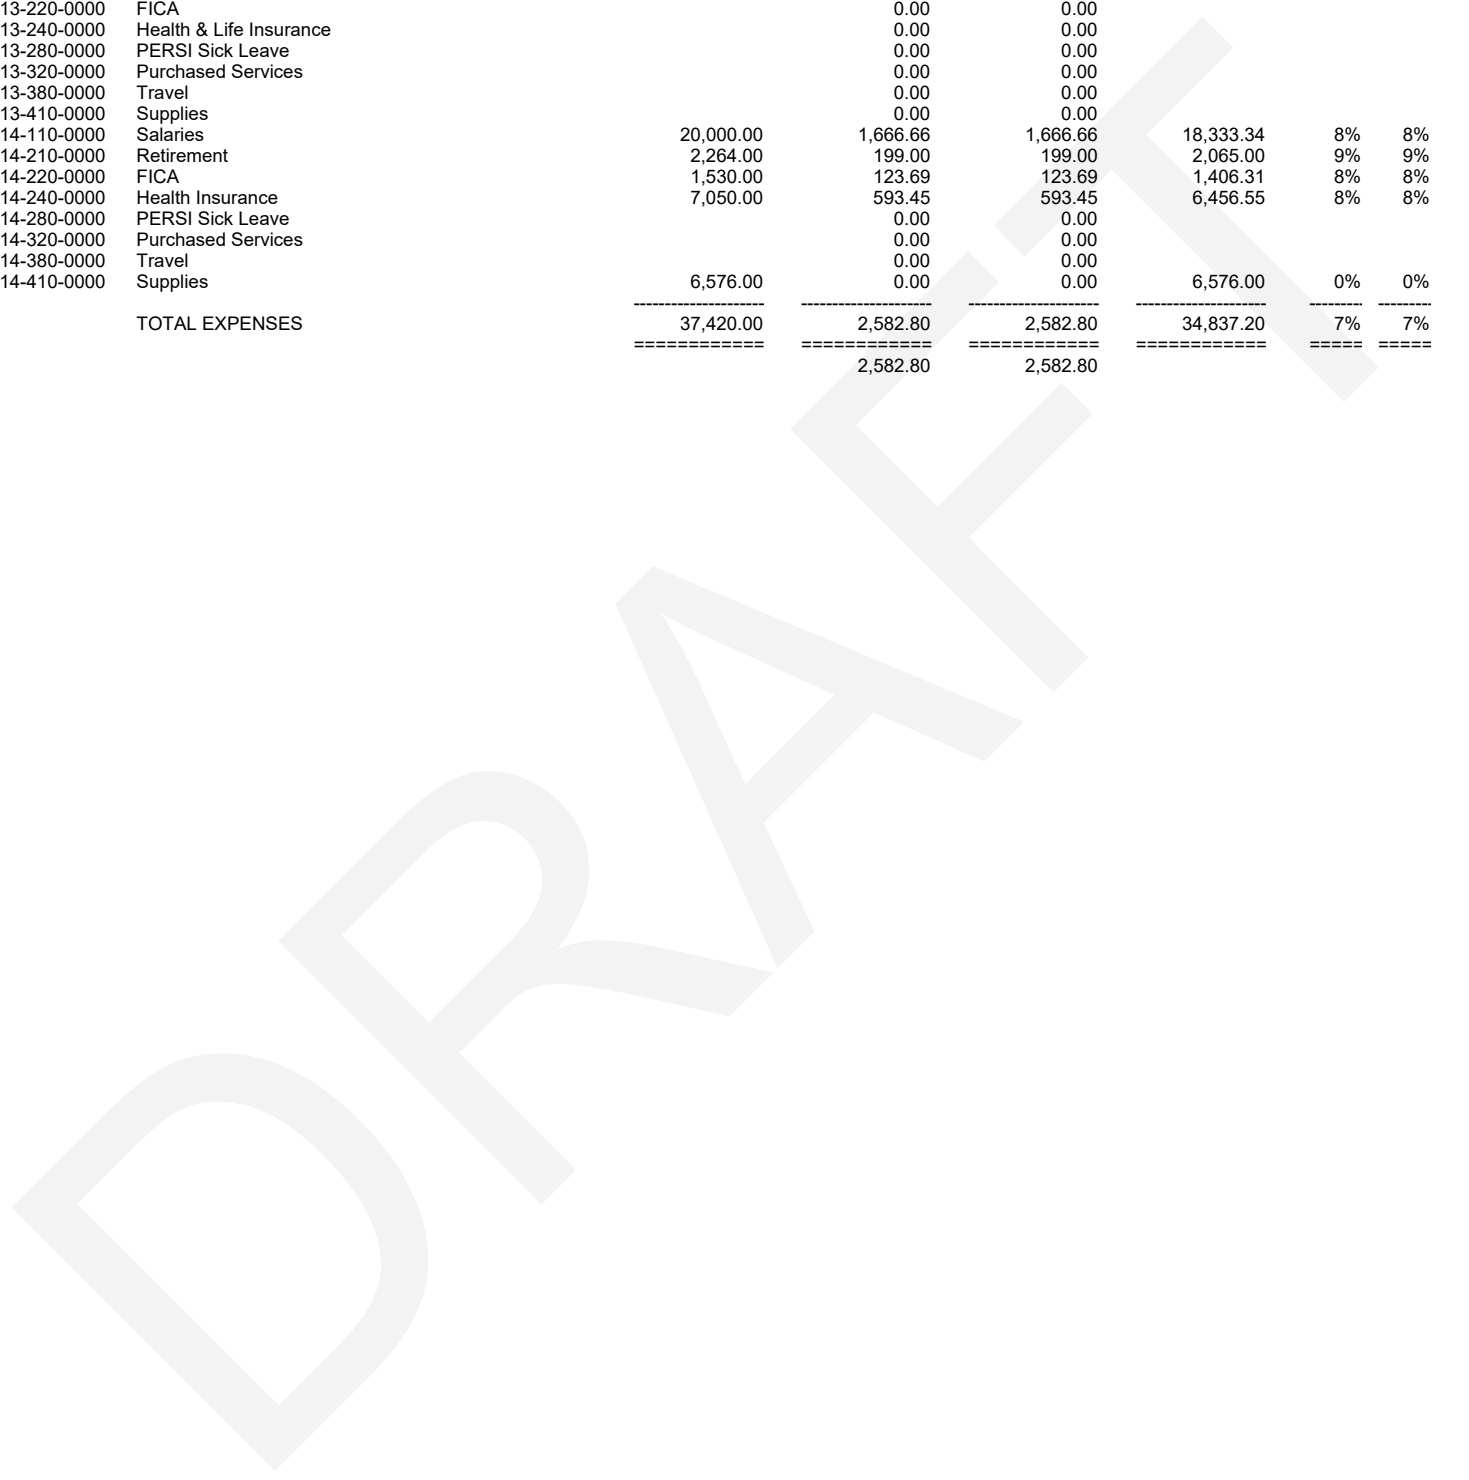 13-220-0000 FICA 0.00 0.00
13-240-0000 Health & Life Insurance 0.00 0.00
13-280-0000 PERSI Sick Leave 0.00 0.00
13-320-0000 Purchased Services 0.00 0.00
13-380-0000 Travel 0.00 0.00
13-410-0000 Supplies 0.00 0.00
14-110-0000 Salaries 20,000.00 1,666.66 1,666.66 18,333.34 8% 8%
14-210-0000 Retirement 2,264.00 199.00 199.00 2,065.00 9% 9%
14-220-0000 FICA 1,530.00 123.69 123.69 1,406.31 8% 8%
14-240-0000 Health Insurance 7,050.00 593.45 593.45 6,456.55 8% 8%
14-280-0000 PERSI Sick Leave 0.00 0.00
14-320-0000 Purchased Services 0.00 0.00
14-380-0000 Travel 0.00 0.00
14-410-0000 Supplies 6,576.00 0.00 0.00 6,576.00 0% 0%
--------------------- --------------------- --------------------- --------------------- -------- --------
TOTAL EXPENSES 37,420.00 2,582.80 2,582.80 34,837.20 7% 7%
============ ============ ============ ============ ===== =====
2,582.80 2,582.80
DRAFT